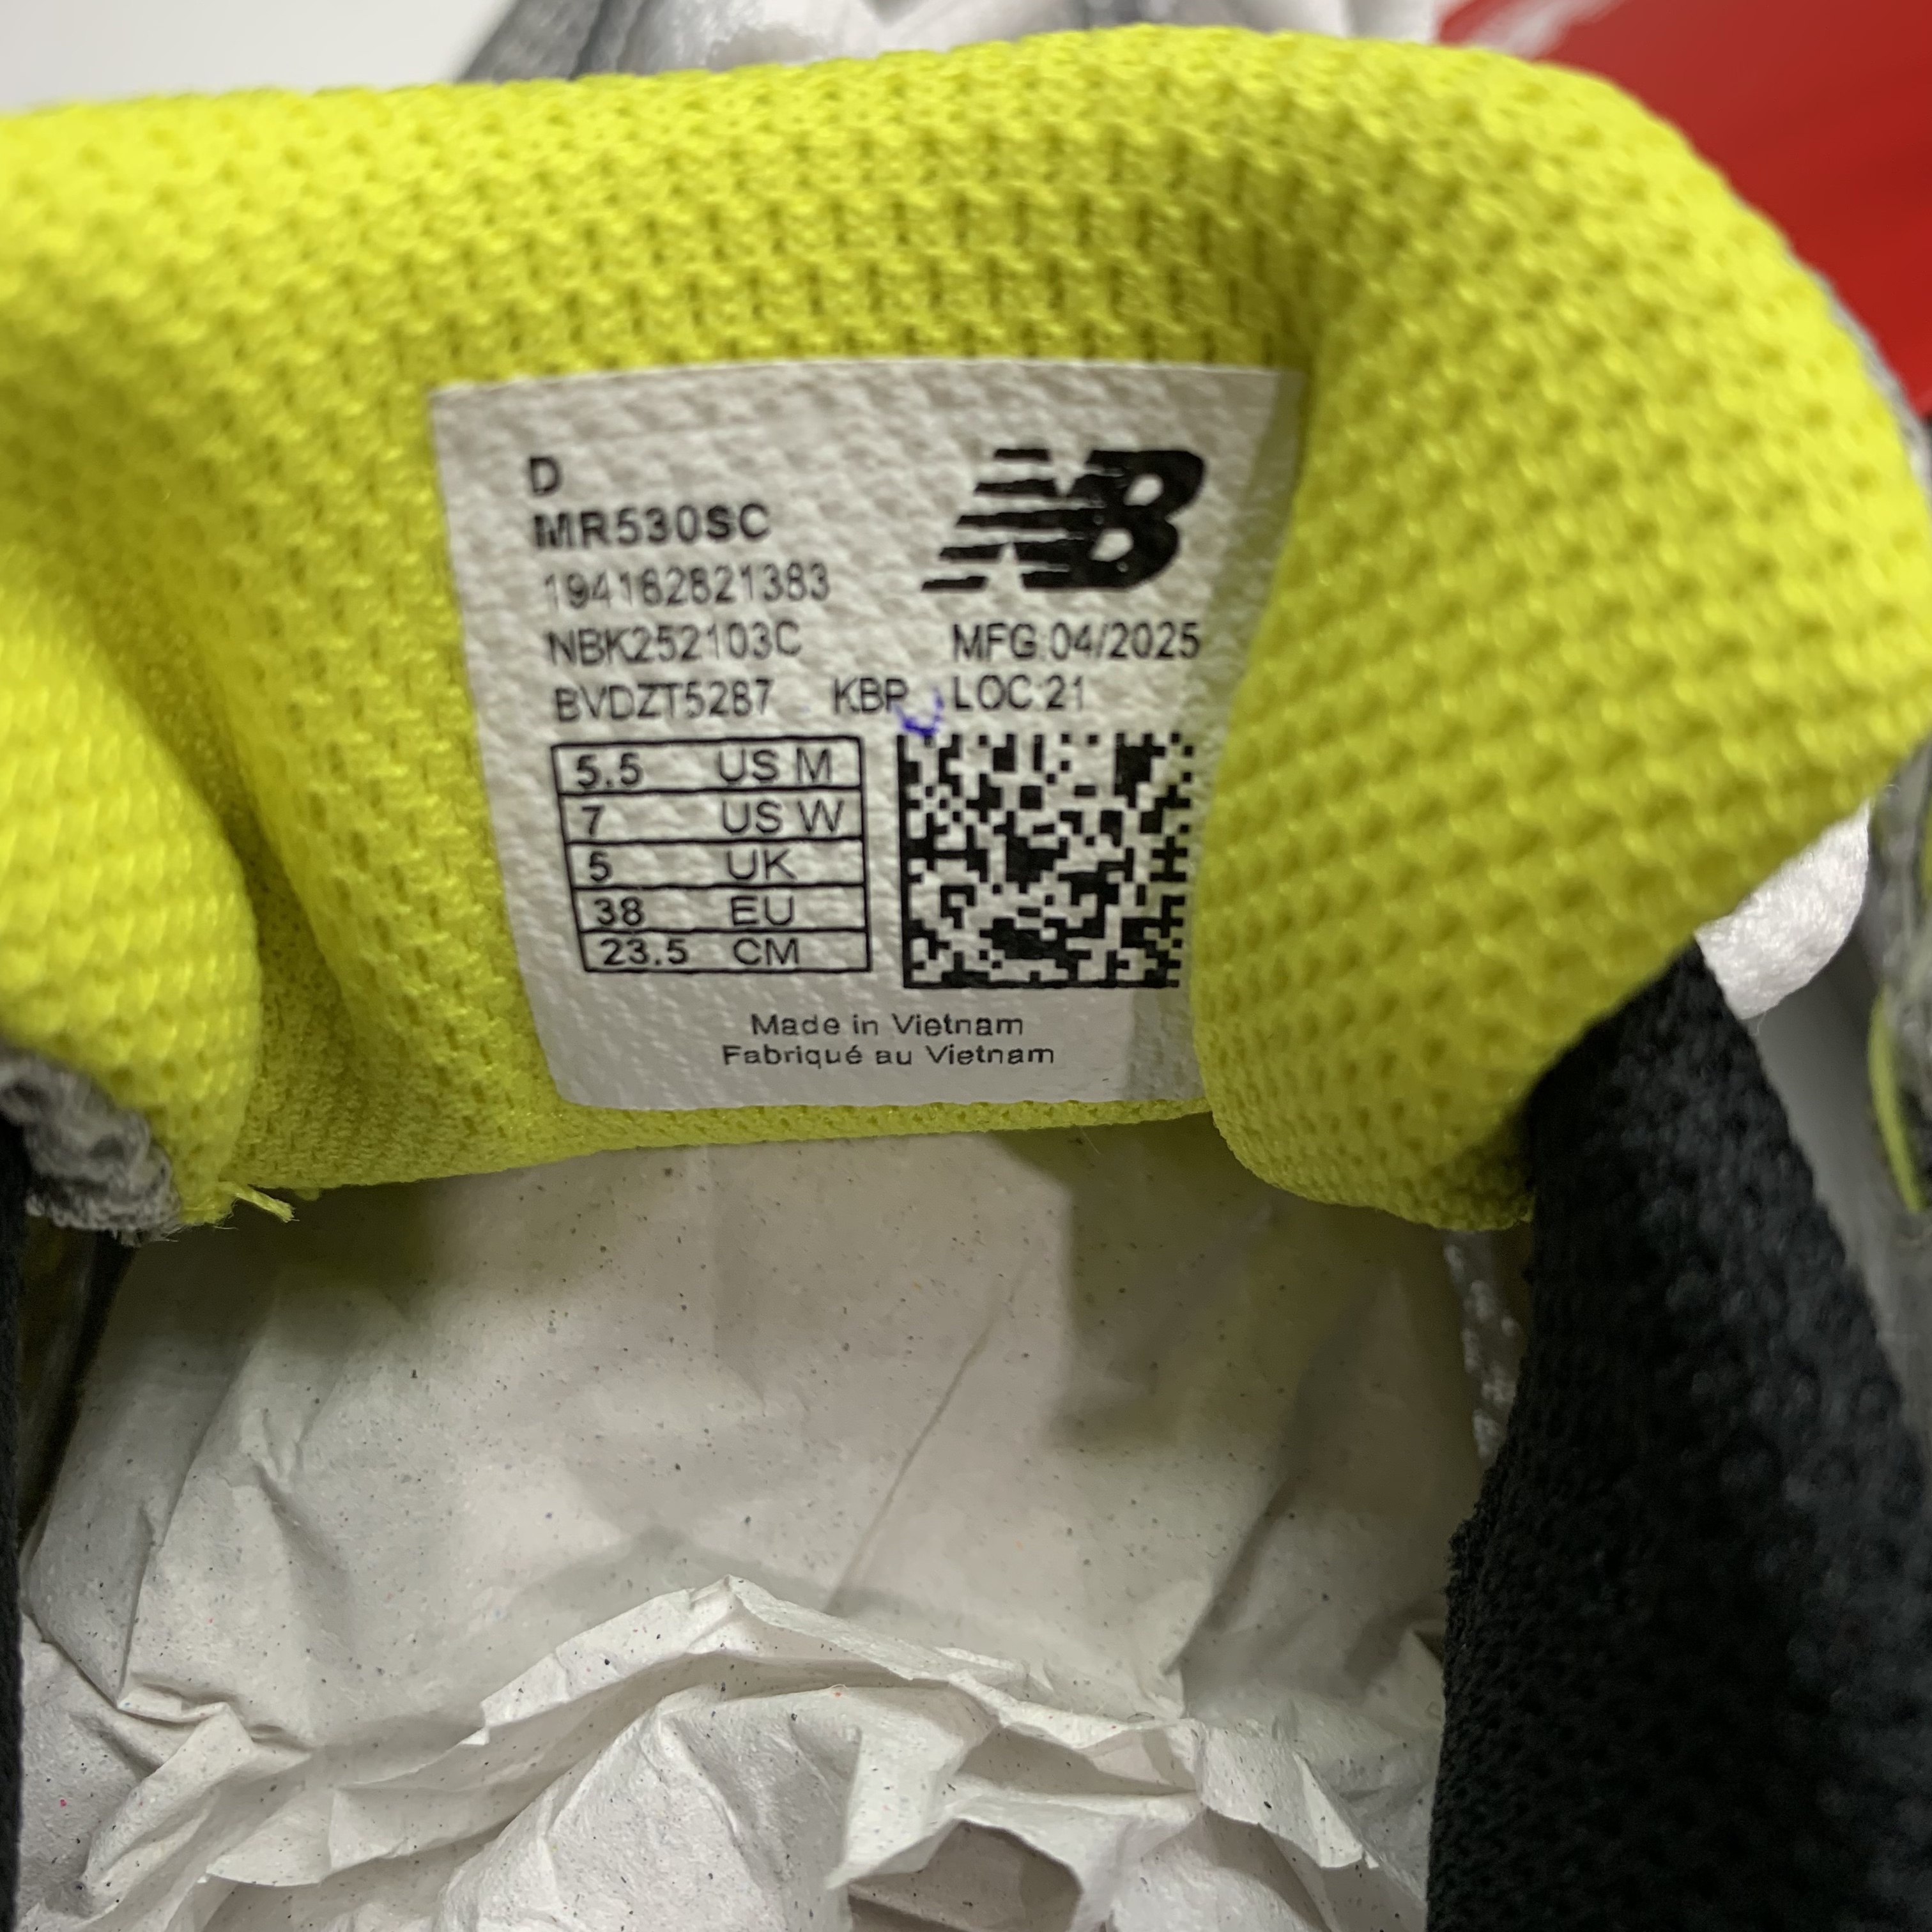 D
MR530SC
NB
194182821383
NBK252103C MFG:04/2025
BVDZT5287 KBP LOC:21
5.5 US M
7 US W
5 UK
38 EU
23.5 CM
Made in Vietnam
Fabriqué au Vietnam